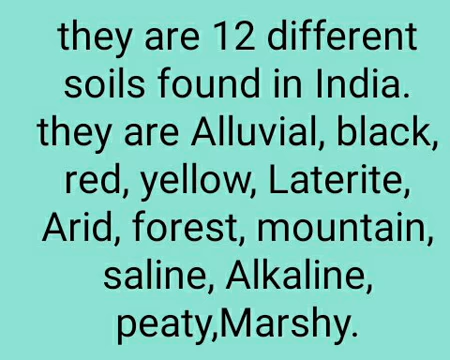 they are 12 different
soils found in India.
they are Alluvial, black,
red, yellow, Laterite,
Arid, forest, mountain,
saline, Alkaline,
peaty,Marshy.